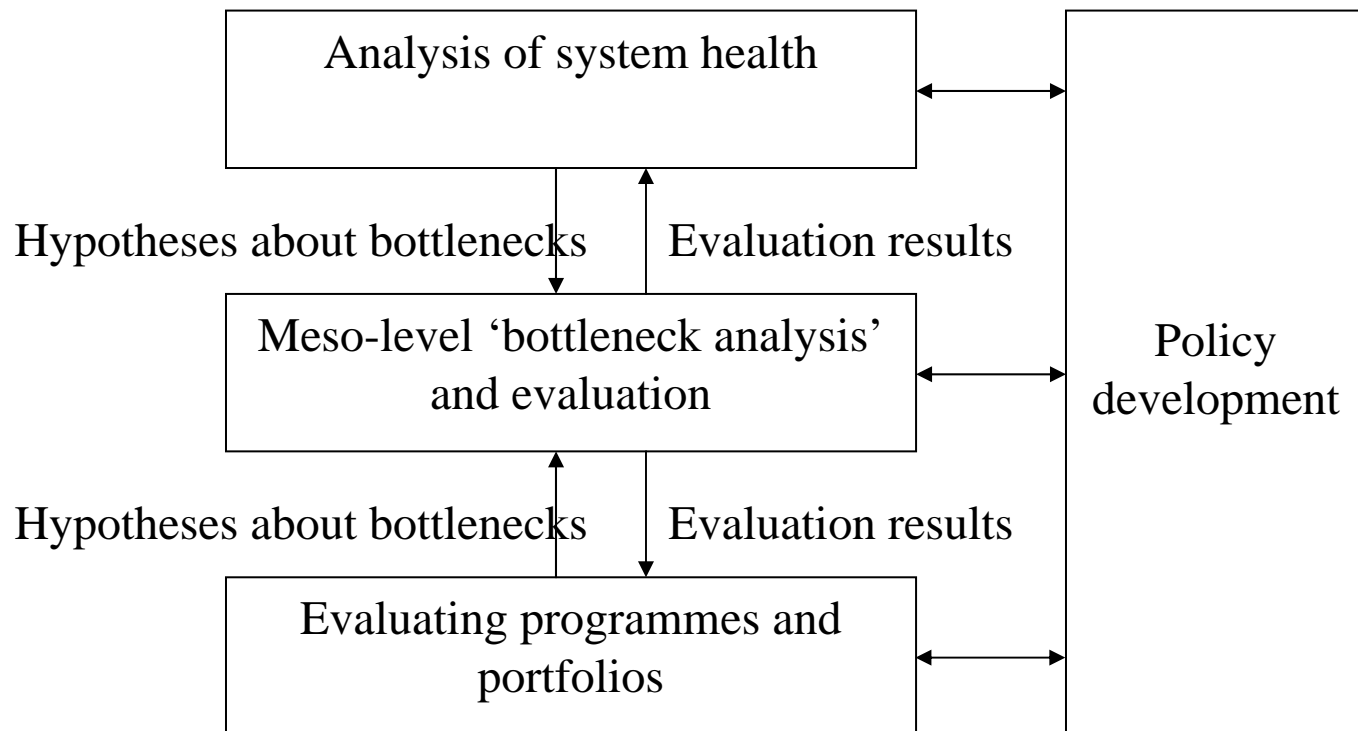 Analysis of system health
Hypotheses about bottlenecks
Evaluation results
Meso-level ‘bottleneck analysis’
and evaluation
Policy
development
Hypotheses about bottlenecks
Evaluation results
Evaluating programmes and
portfolios